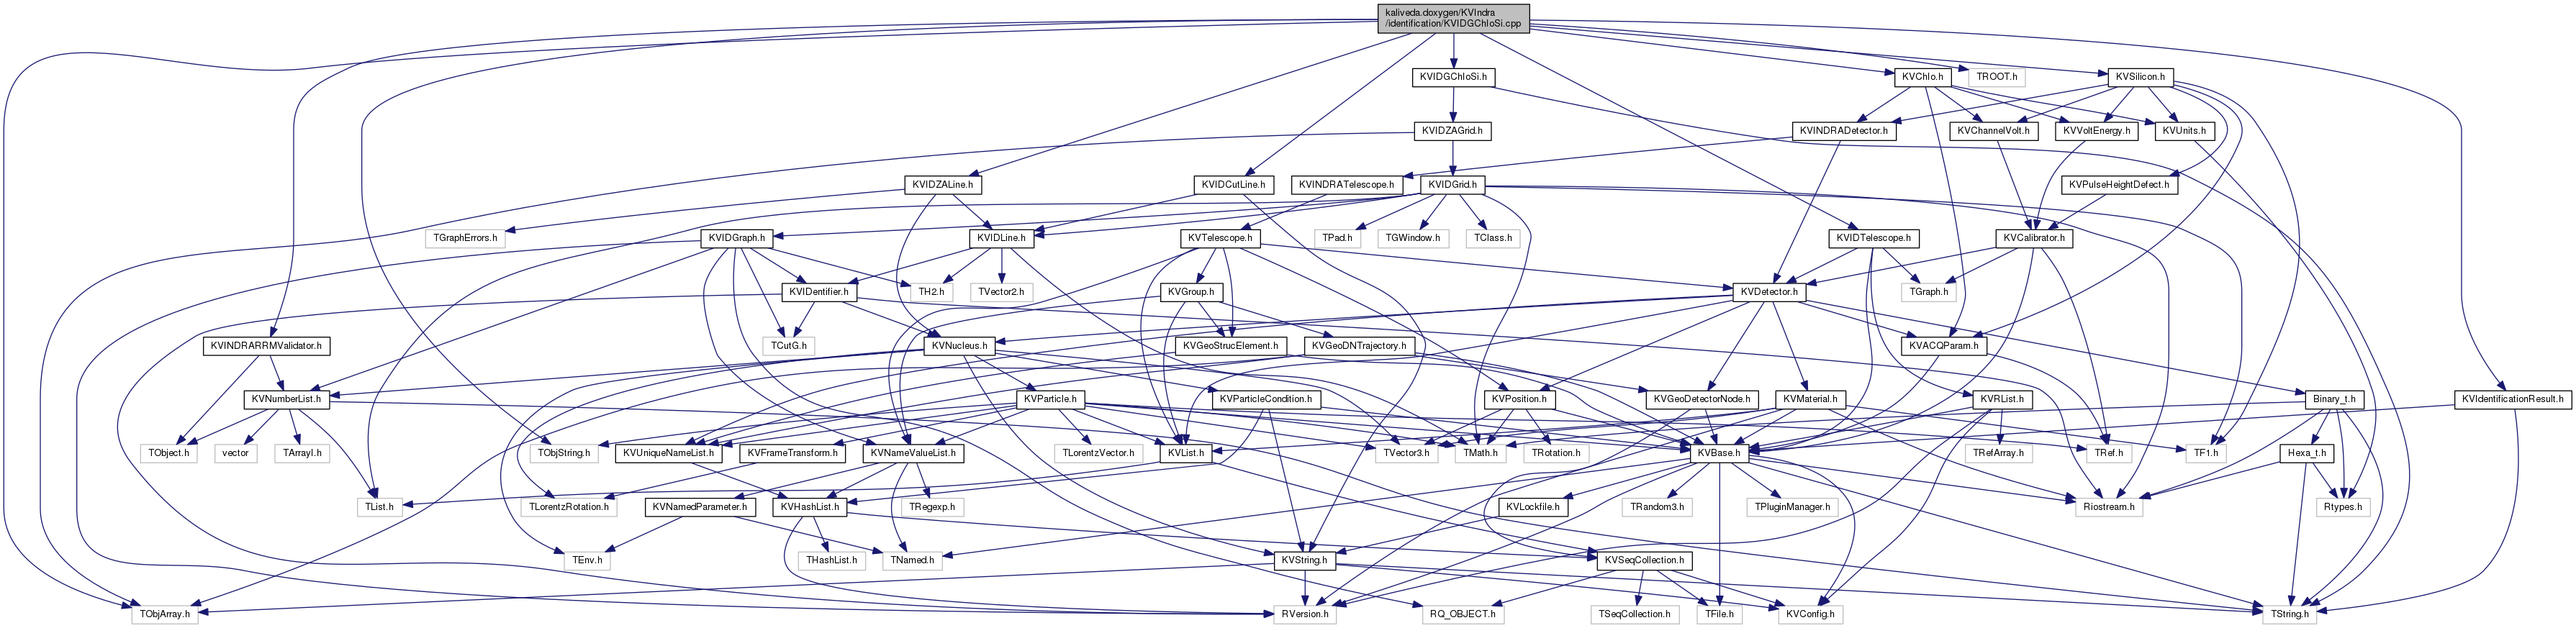 kaliveda.doxygen/KVIndra
/identification/KVIDGChIoSi.cpp
KVIDGChIoSi.h
KVChIo.h
TROOT.h
KVSilicon.h
KVIDZAGrid.h
KVINDRADetector.h
KVChannelVolt.h
KVVoltEnergy.h
KVUnits.h
KVIDZALine.h
KVIDCutLine.h
KVINDRATelescope.h
KVIDGrid.h
KVPulseHeightDefect.h
TGraphErrors.h
KVIDGraph.h
KVIDLine.h
KVTelescope.h
TPad.h
TGWindow.h
TClass.h
KVIDTelescope.h
KVCalibrator.h
KVIDentifier.h
TH2.h
TVector2.h
KVGroup.h
KVDetector.h
TGraph.h
KVINDRARRMValidator.h
TCutG.h
KVNucleus.h
KVGeoStrucElement.h
KVGeoDNTrajectory.h
KVACQParam.h
KVNumberList.h
KVParticle.h
KVParticleCondition.h
KVPosition.h
KVGeoDetectorNode.h
KVMaterial.h
KVRList.h
Binary_t.h
KVIdentificationResult.h
TObject.h
vector
TArrayI.h
TObjString.h
KVUniqueNameList.h
KVFrameTransform.h
KVNameValueList.h
TLorentzVector.h
KVList.h
TVector3.h
TMath.h
TRotation.h
KVBase.h
TRefArray.h
TRef.h
TF1.h
Hexa_t.h
TList.h
TLorentzRotation.h
KVNamedParameter.h
KVHashList.h
TRegexp.h
KVLockfile.h
TRandom3.h
TPluginManager.h
Riostream.h
Rtypes.h
TEnv.h
THashList.h
TNamed.h
KVString.h
KVSeqCollection.h
TObjArray.h
RVersion.h
RQ_OBJECT.h
TSeqCollection.h
TFile.h
KVConfig.h
TString.h